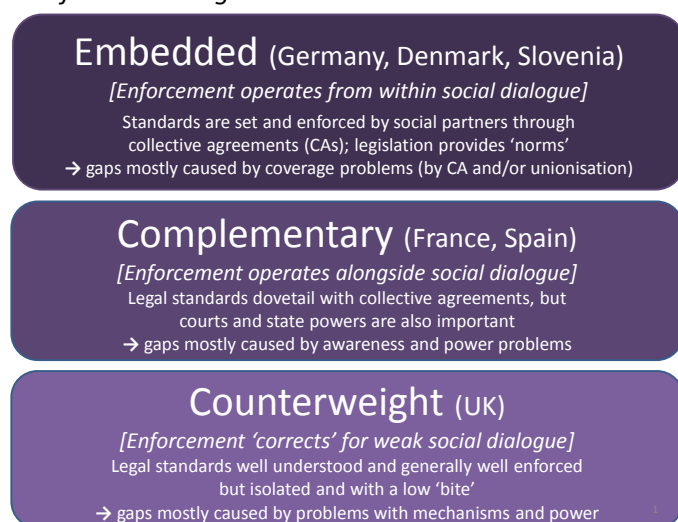 Embedded (Germany, Denmark, Slovenia)
[Enforcement operates from within social dialogue]
Standards are set and enforced by social partners through
collective agreements (CAs); legislation provides ‘norms’
→ gaps mostly caused by coverage problems (by CA and/or unionisation)
Complementary (France, Spain)
[Enforcement operates alongside social dialogue]
Legal standards dovetail with collective agreements, but
courts and state powers are also important
→ gaps mostly caused by awareness and power problems
Counterweight (UK)
[Enforcement ‘corrects’ for weak social dialogue]
Legal standards well understood and generally well enforced
but isolated and with a low ‘bite’
→ gaps mostly caused by problems with mechanisms and power
1